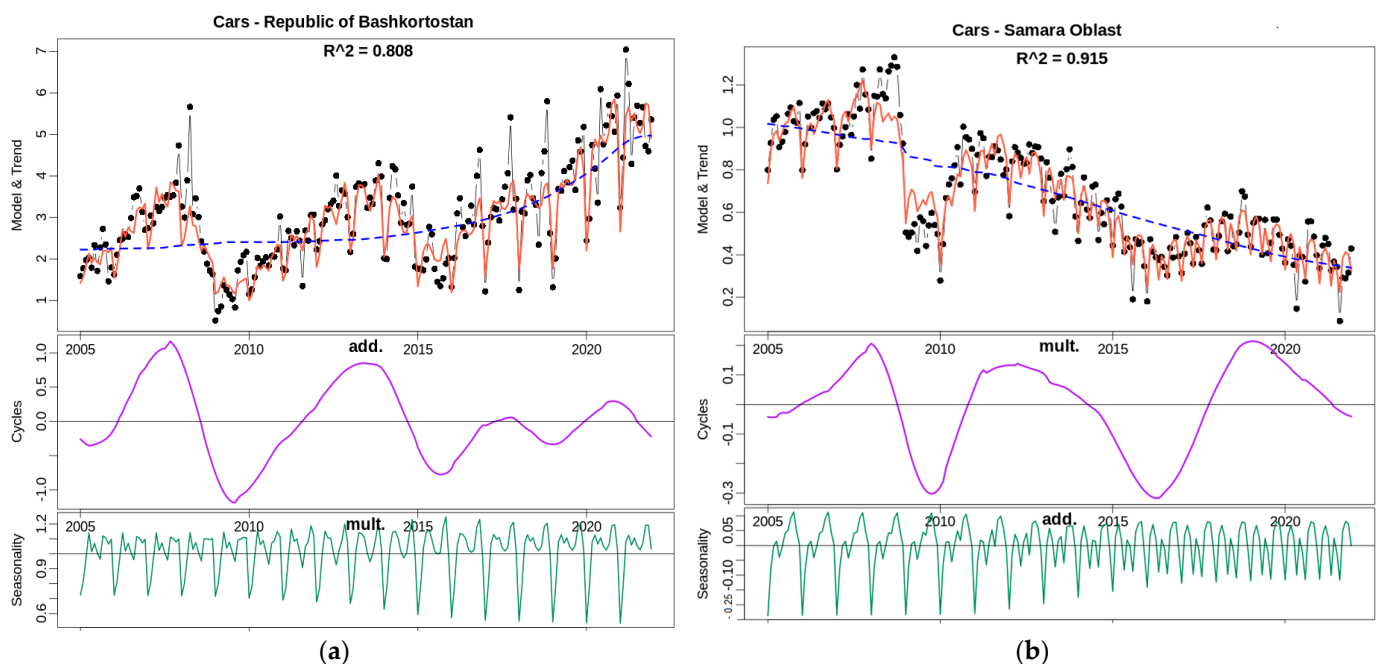 Cars - Republic of Bashkortostan
R^2 = 0.808
Model & Trend
7
6
5
4
3
2
1
2005
2010
2015
2020
add.
Cycles
1.0
0.5
0.0
-1.0
2005
2010
2015
2020
mult.
Seasonality
1.2
0.9
0.6
(a)
Cars - Samara Oblast
R^2 = 0.915
Model & Trend
1.2
1.0
0.8
0.6
0.4
0.2
2005
2010
2015
2020
mult.
Cycles
0.1
-0.1
-0.3
2005
2010
2015
2020
add.
Seasonality
0.05
-0.10
- 0.25
(b)